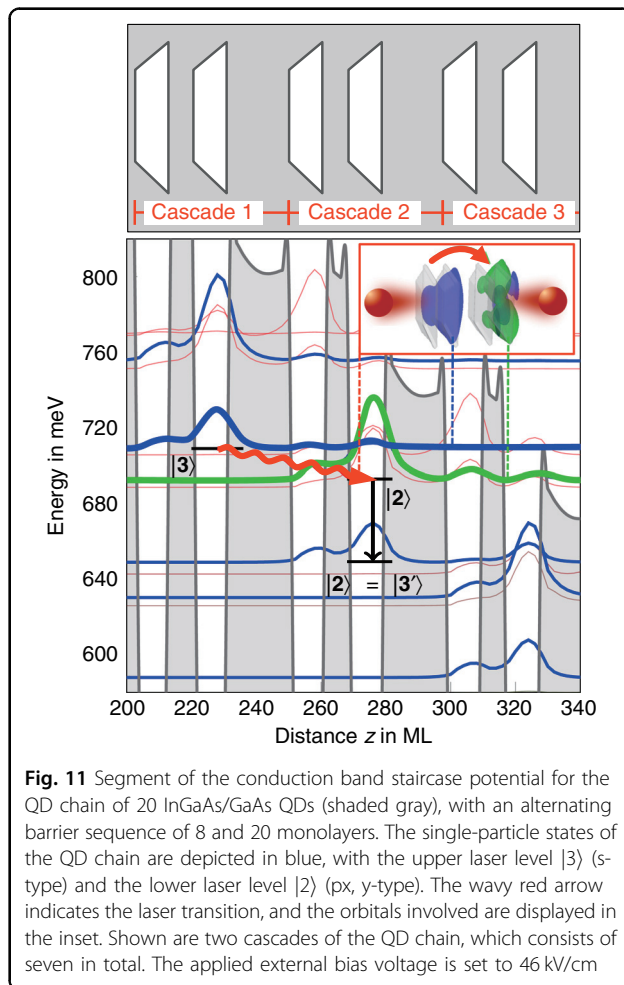 Cascade 1 Cascade 2 Cascade 3
800
760
720
680
640
600
Energy in meV
|3⟩
|2⟩
|2⟩ = |3′⟩
200 220 240 260 280 300 320 340
Distance z in ML
Fig. 11 Segment of the conduction band staircase potential for the
QD chain of 20 InGaAs/GaAs QDs (shaded gray), with an alternating
barrier sequence of 8 and 20 monolayers. The single-particle states of
the QD chain are depicted in blue, with the upper laser level |3⟩ (s-
type) and the lower laser level |2⟩ (px, y-type). The wavy red arrow
indicates the laser transition, and the orbitals involved are displayed in
the inset. Shown are two cascades of the QD chain, which consists of
seven in total. The applied external bias voltage is set to 46 kV/cm